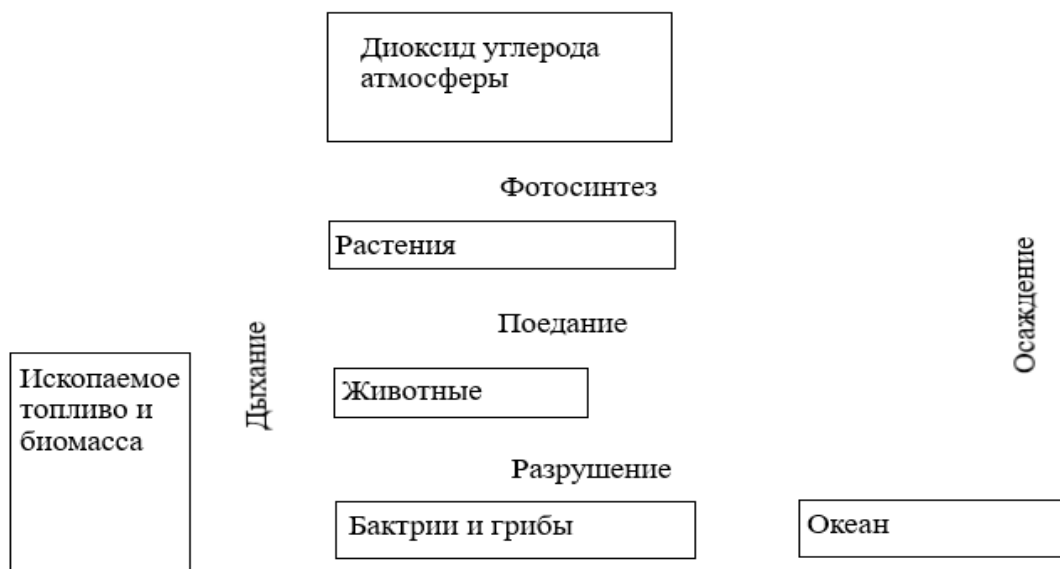 Диоксид углерода
атмосферы
Фотосинтез
Растения
Осаждение
Поедание
Дыхание
Ископаемое
топливо и
биомасса
Животные
Разрушение
Бактрии и грибы
Океан